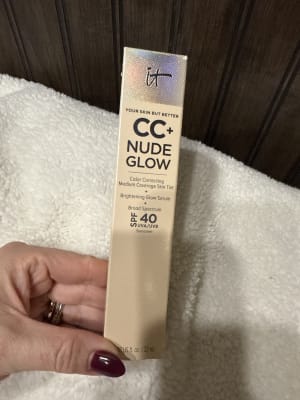 it
YOUR SKIN BUT BETTER
CC+
NUDE
GLOW
Color Correcting
Medium Coverage Skin Tint
+
Brightening Glow Serum
+
Broad Spectrum
SPF 40
UVA/UVB
Sunscreen